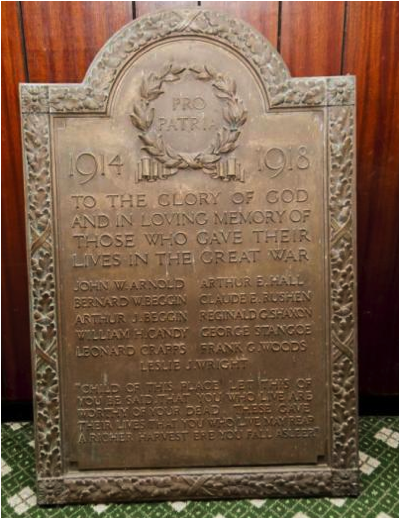 PRO
PATRIA
1914 1918
TO THE GLORY OF GOD
AND IN LOVING MEMORY OF
THOSE WHO GAVE THEIR
LIVES IN THE GREAT WAR
JOHN W. ARNOLD ARTHUR E. HALL
BERNARD W. BEGGIN CLAUDE E. RUSHEN
ARTHUR J. BEGGIN REGINALD G. SHAXON
WILLIAM H. CANDY GEORGE STANGOE
LEONARD CRAPPS FRANK G. WOODS
LESLIE J. WRIGHT
"CHILD OF THIS PLACE LET THIS OF
YOU BE SAID THAT YOU WHO LIVE ARE
WORTHY OF YOUR DEAD THESE GAVE
THEIR LIVES THAT YOU WHO LIVE MAY REAP
A RICHER HARVEST ERE YOU FALL ASLEEP"